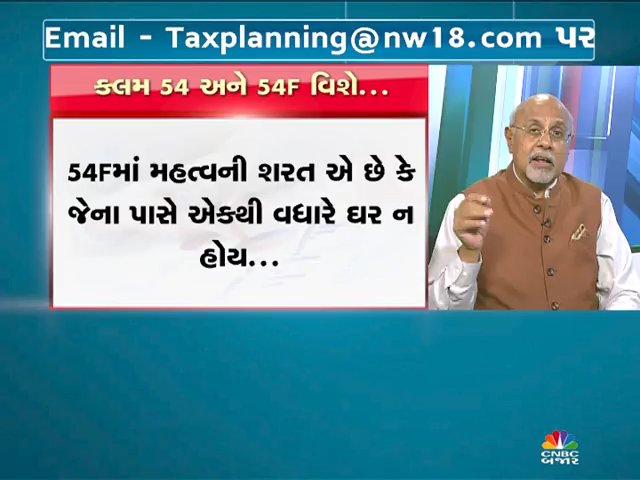 Email - Taxplanning@nw18.com પર
કલમ 54 અને 54F વિશે...
54Fમાં મહત્વની શરત એ છે કે
જેના પાસે એકથી વધારે ઘર ન
હોય...
CNBC
બજાર